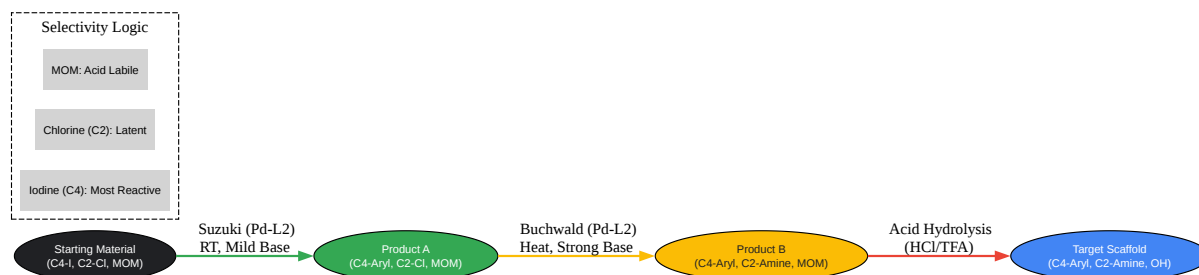 Selectivity Logic
MOM: Acid Labile
Chlorine (C2): Latent
Iodine (C4): Most Reactive
Starting Material
(C4-I, C2-Cl, MOM)
Suzuki (Pd-L2)
RT, Mild Base
Product A
(C4-Aryl, C2-Cl, MOM)
Buchwald (Pd-L2)
Heat, Strong Base
Product B
(C4-Aryl, C2-Amine, MOM)
Acid Hydrolysis
(HCl/TFA)
Target Scaffold
(C4-Aryl, C2-Amine, OH)